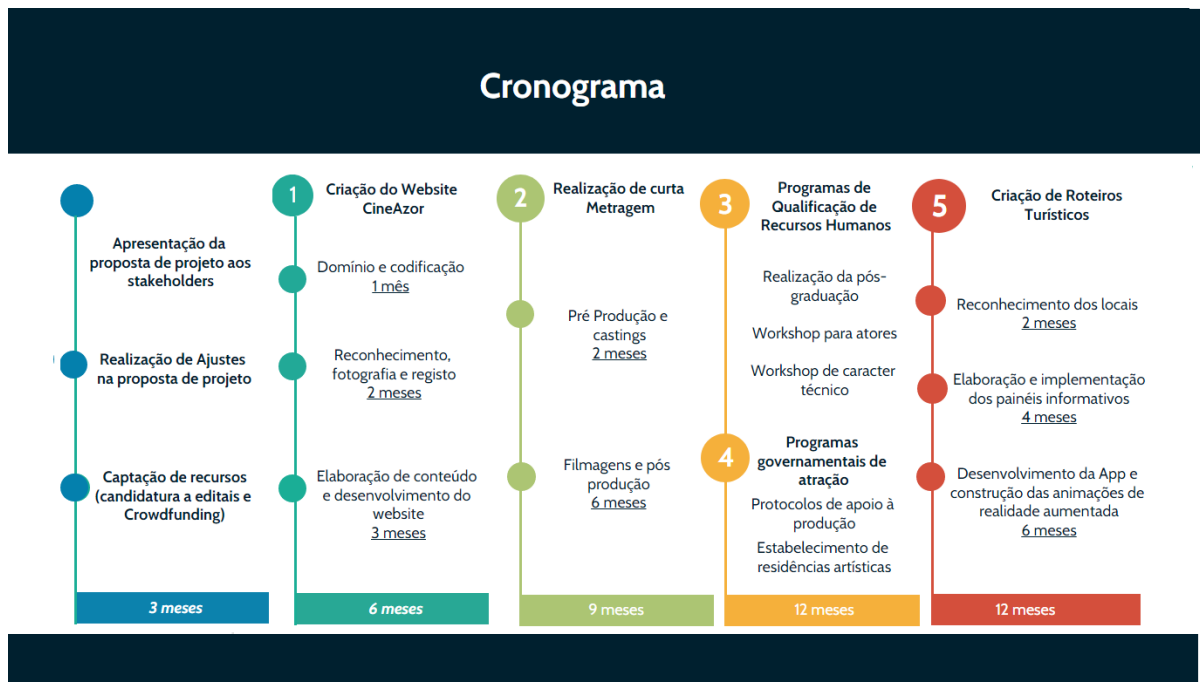 Cronograma
Apresentação da
proposta de projeto aos
stakeholders
Realização de Ajustes
na proposta de projeto
Captação de recursos
(candidatura a editais e
Crowdfunding)
3 meses
1
Criação do Website
CineAzor
Domínio e codificação
1 mês
Reconhecimento,
fotografia e registo
2 meses
Elaboração de conteúdo
e desenvolvimento do
website
3 meses
6 meses
2
Realização de curta
Metragem
Pré Produção e
castings
2 meses
Filmagens e pós
produção
6 meses
9 meses
3
Programas de
Qualificação de
Recursos Humanos
Realização da pós-
graduação
Workshop para atores
Workshop de caracter
técnico
4
Programas
governamentais de
atração
Protocolos de apoio à
produção
Estabelecimento de
residências artísticas
12 meses
5
Criação de Roteiros
Turísticos
Reconhecimento dos locais
2 meses
Elaboração e implementação
dos painéis informativos
4 meses
Desenvolvimento da App e
construção das animações de
realidade aumentada
6 meses
12 meses